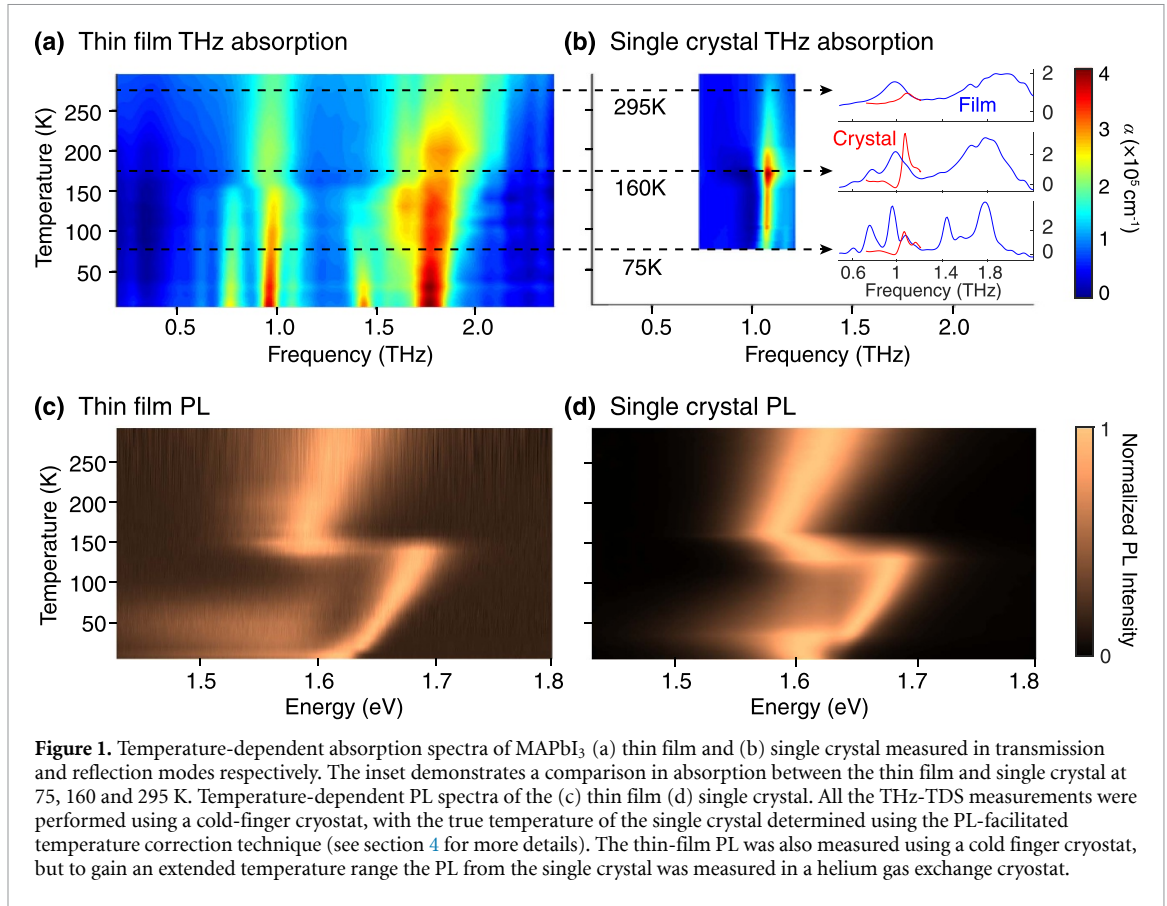 (a) Thin film THz absorption
(b) Single crystal THz absorption
Temperature (K)
250
200
150
100
50
0.5
1.0
1.5
2.0
Frequency (THz)
295K
160K
75K
Film
Crystal
2
0
2
0
2
0
0.6
1
1.4
1.8
Frequency (THz)
0.5
1.0
1.5
2.0
Frequency (THz)
4
3
2
1
0
α (×10⁵ cm⁻¹)
(c) Thin film PL
(d) Single crystal PL
Temperature (K)
250
200
150
100
50
1.5
1.6
1.7
1.8
Energy (eV)
1.5
1.6
1.7
1.8
Energy (eV)
1
0
Normalized PL Intensity
Figure 1. Temperature-dependent absorption spectra of MAPbI₃ (a) thin film and (b) single crystal measured in transmission
and reflection modes respectively. The inset demonstrates a comparison in absorption between the thin film and single crystal at
75, 160 and 295 K. Temperature-dependent PL spectra of the (c) thin film (d) single crystal. All the THz-TDS measurements were
performed using a cold-finger cryostat, with the true temperature of the single crystal determined using the PL-facilitated
temperature correction technique (see section 4 for more details). The thin-film PL was also measured using a cold finger cryostat,
but to gain an extended temperature range the PL from the single crystal was measured in a helium gas exchange cryostat.